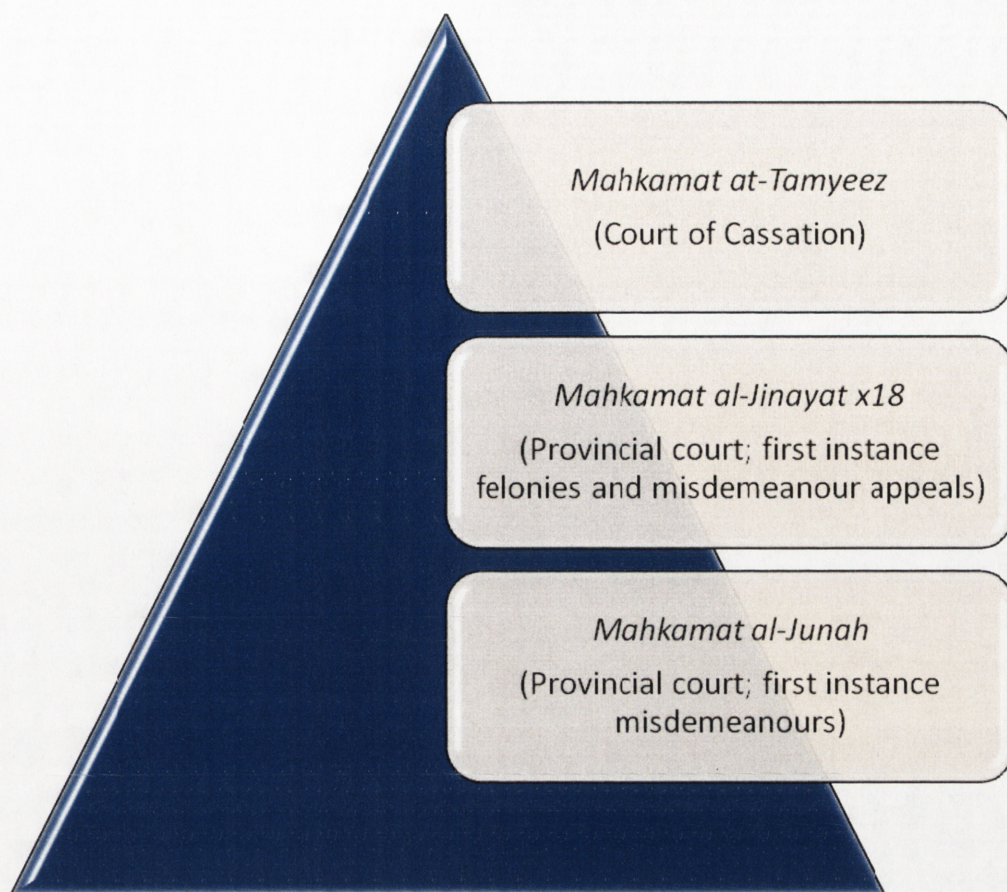 Mahkamat at-Tamyeez
(Court of Cassation)
Mahkamat al-Jinayat x18
(Provincial court; first instance
felonies and misdemeanour appeals)
Mahkamat al-Junah
(Provincial court; first instance
misdemeanours)